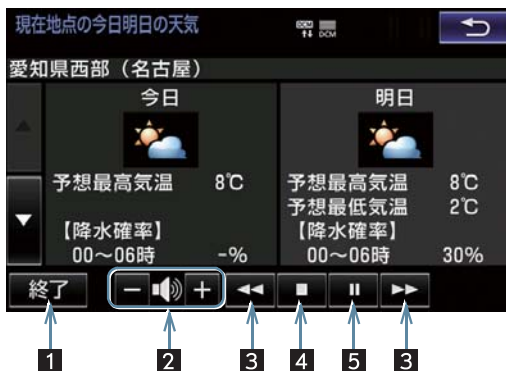 現在地点の今日明日の天気
DCM DCM
愛知県西部（名古屋）
今日
予想最高気温 8℃
【降水確率】
00～06時 -%
明日
予想最高気温 8℃
予想最低気温 2℃
【降水確率】
00～06時 30%
終了 － ＋
1 2 3 4 5 3